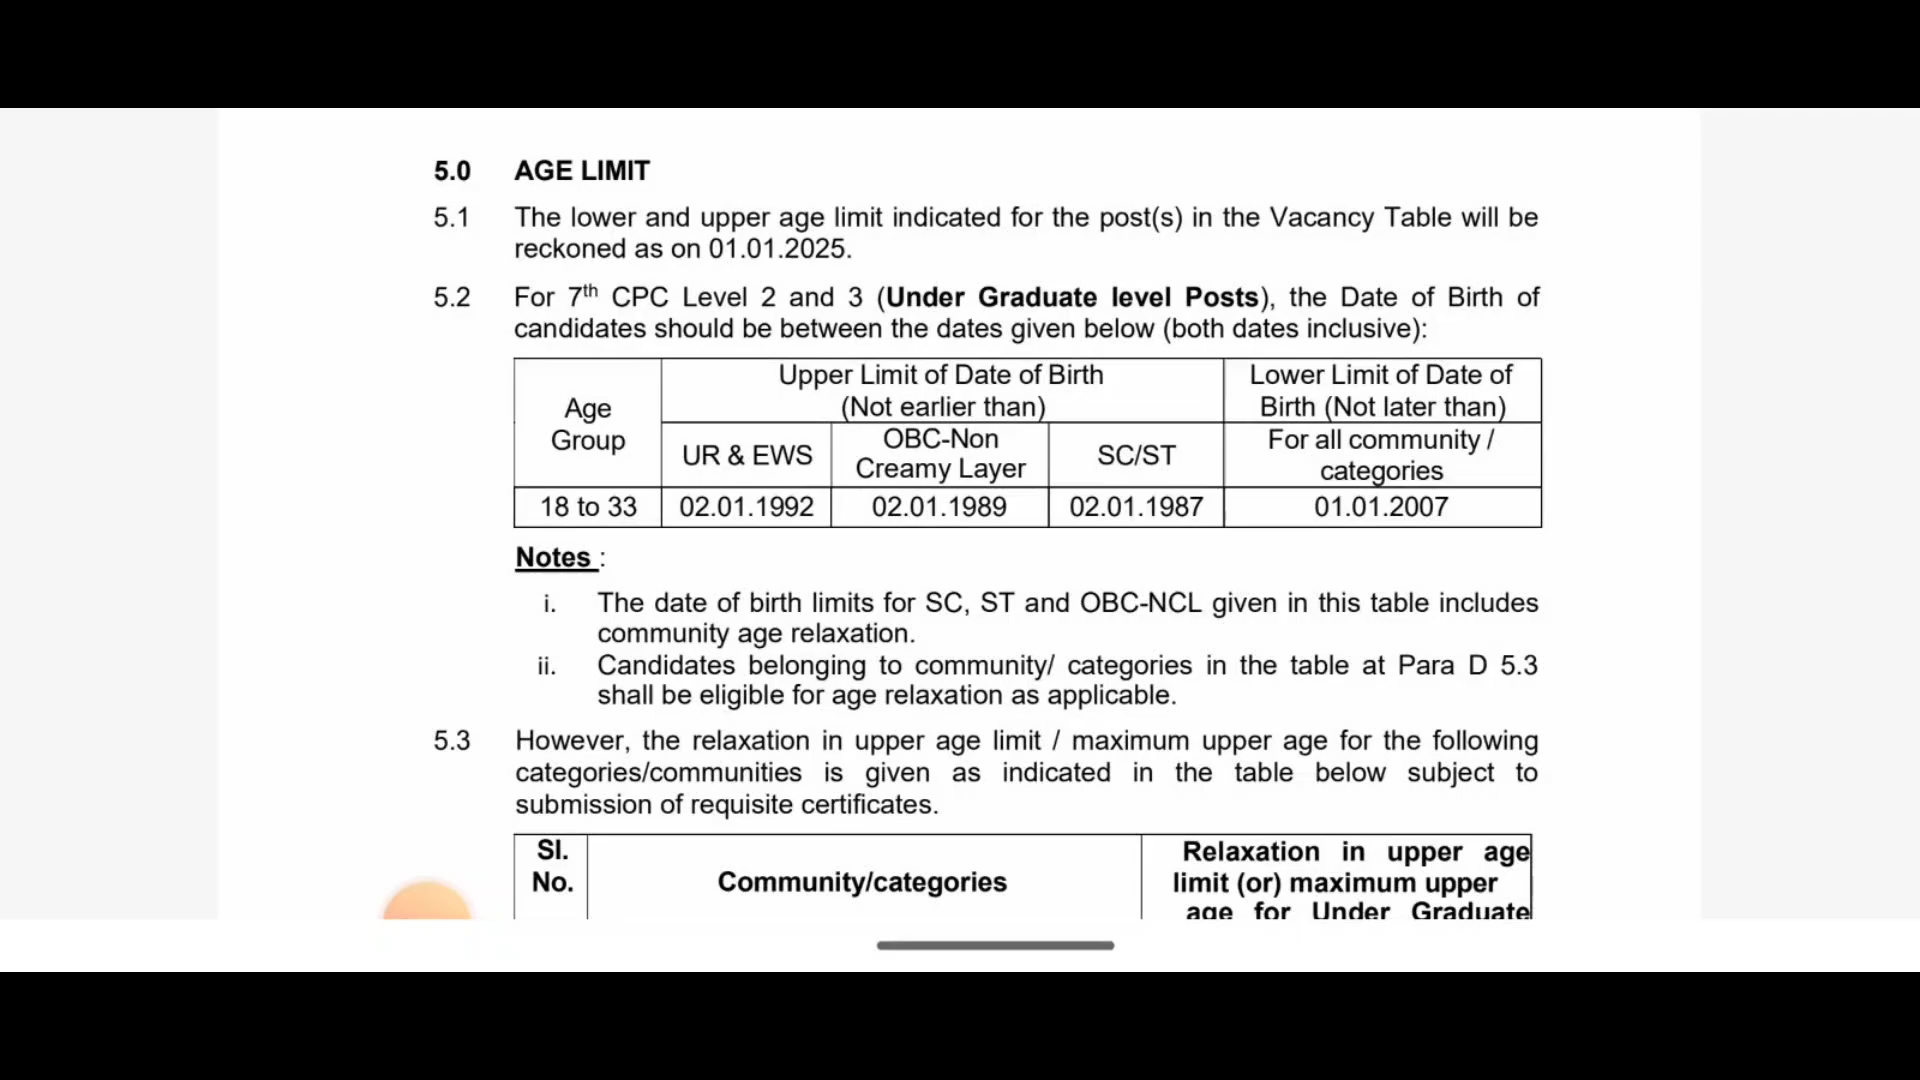 5.0 AGE LIMIT
5.1 The lower and upper age limit indicated for the post(s) in the Vacancy Table will be
reckoned as on 01.01.2025.
5.2 For 7th CPC Level 2 and 3 (Under Graduate level Posts), the Date of Birth of
candidates should be between the dates given below (both dates inclusive):
Age
Group
Upper Limit of Date of Birth
(Not earlier than)
Lower Limit of Date of
Birth (Not later than)
UR & EWS
OBC-Non
Creamy Layer
SC/ST
For all community /
categories
18 to 33 02.01.1992 02.01.1989 02.01.1987 01.01.2007
Notes :
i. The date of birth limits for SC, ST and OBC-NCL given in this table includes
community age relaxation.
ii. Candidates belonging to community/ categories in the table at Para D 5.3
shall be eligible for age relaxation as applicable.
5.3 However, the relaxation in upper age limit / maximum upper age for the following
categories/communities is given as indicated in the table below subject to
submission of requisite certificates.
Sl.
No.
Community/categories
Relaxation in upper age
limit (or) maximum upper
age for Under Graduate